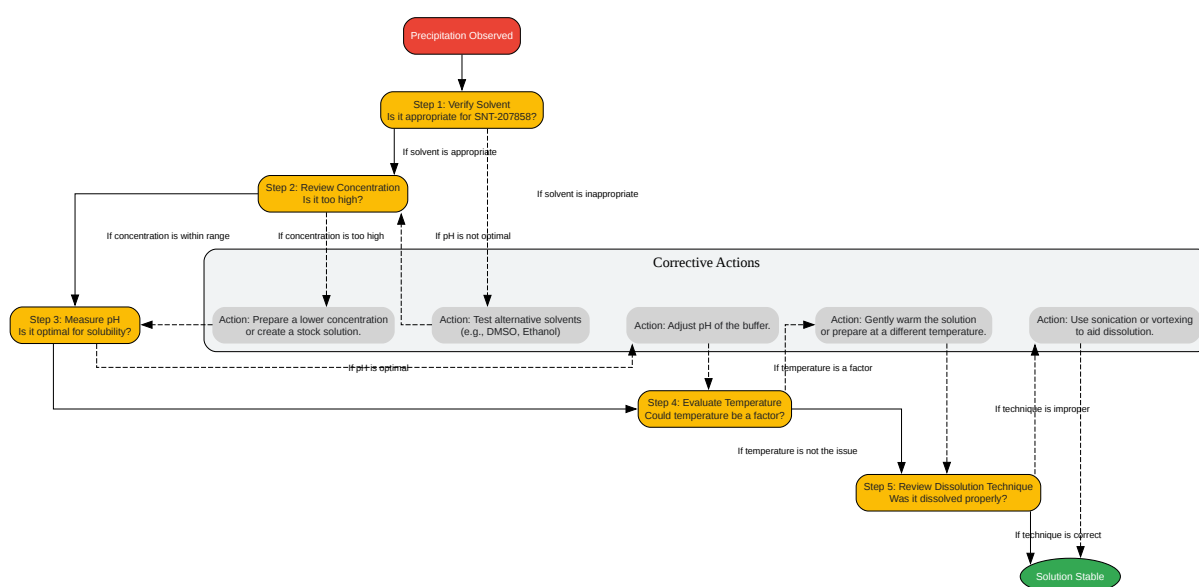 Precipitation Observed
Step 1: Verify Solvent
Is it appropriate for SNT-207858?
If solvent is appropriate
Step 2: Review Concentration
Is it too high?
If solvent is inappropriate
If concentration is within range
If concentration is too high
If pH is not optimal
Corrective Actions
Step 3: Measure pH
Is it optimal for solubility?
Action: Prepare a lower concentration
or create a stock solution.
Action: Test alternative solvents
(e.g., DMSO, Ethanol)
Action: Adjust pH of the buffer.
Action: Gently warm the solution
or prepare at a different temperature.
Action: Use sonication or vortexing
to aid dissolution.
If pH is optimal
If temperature is a factor
Step 4: Evaluate Temperature
Could temperature be a factor?
If technique is improper
If temperature is not the issue
Step 5: Review Dissolution Technique
Was it dissolved properly?
If technique is correct
Solution Stable